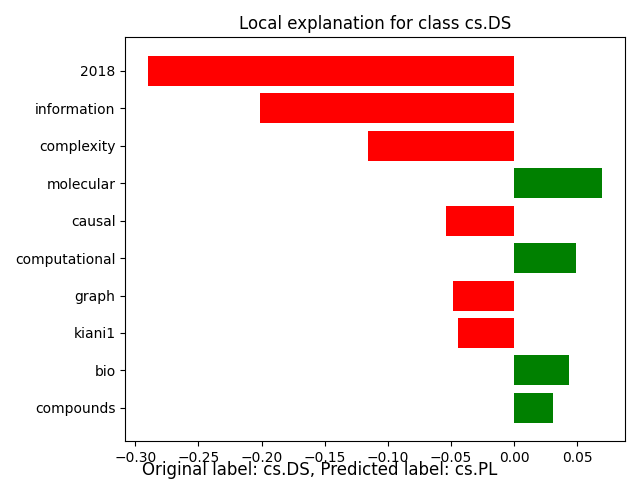 Local explanation for class cs.DS
2018
information
complexity
molecular
causal
computational
graph
kiani1
bio
compounds
−0.30 −0.25 −0.20 −0.15 −0.10 −0.05 0.00 0.05
Original label: cs.DS, Predicted label: cs.PL